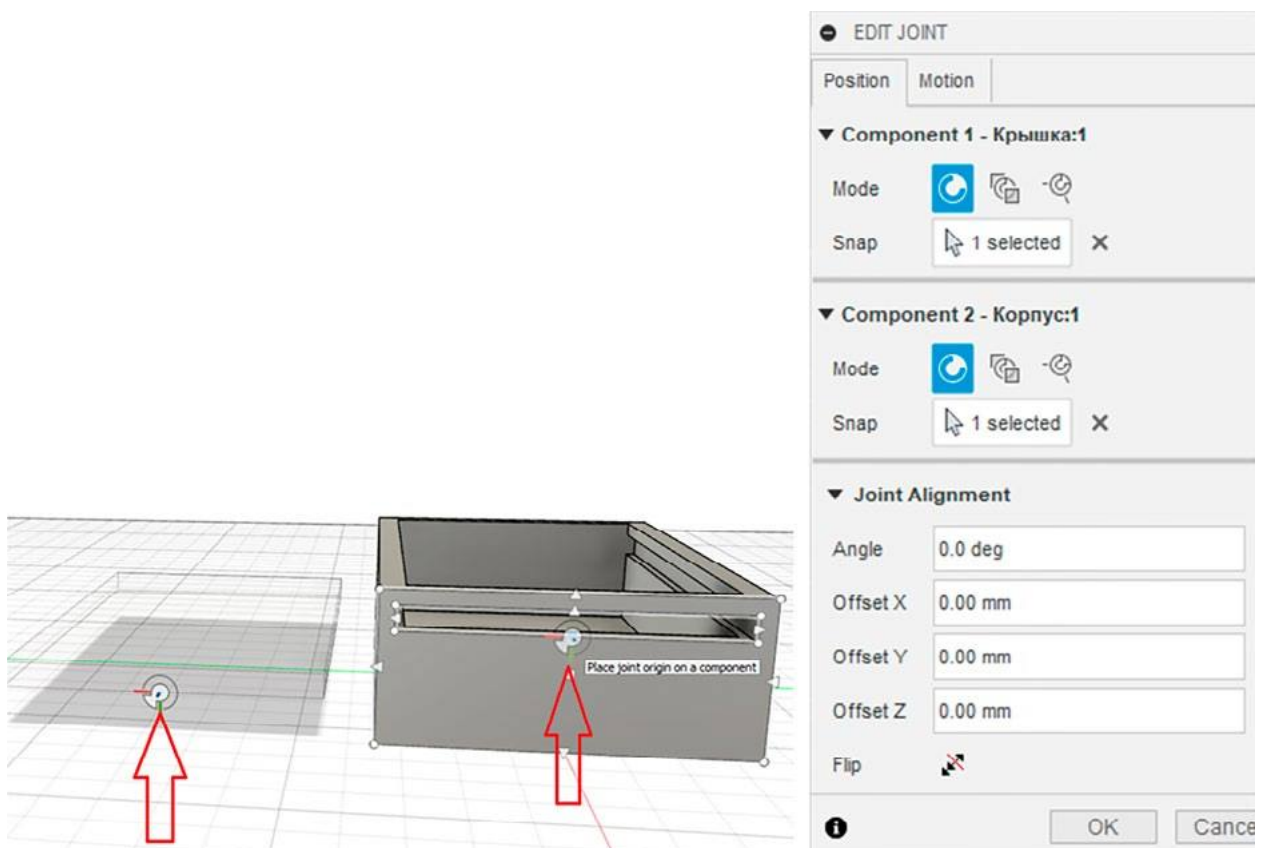 EDIT JOINT
Position Motion
Component 1 - Крышка:1
Mode
Snap 1 selected
Component 2 - Корпус:1
Mode
Snap 1 selected
Joint Alignment
Angle 0.0 deg
Offset X 0.00 mm
Offset Y 0.00 mm
Place joint origin on a component
Offset Z 0.00 mm
Flip
OK Cance